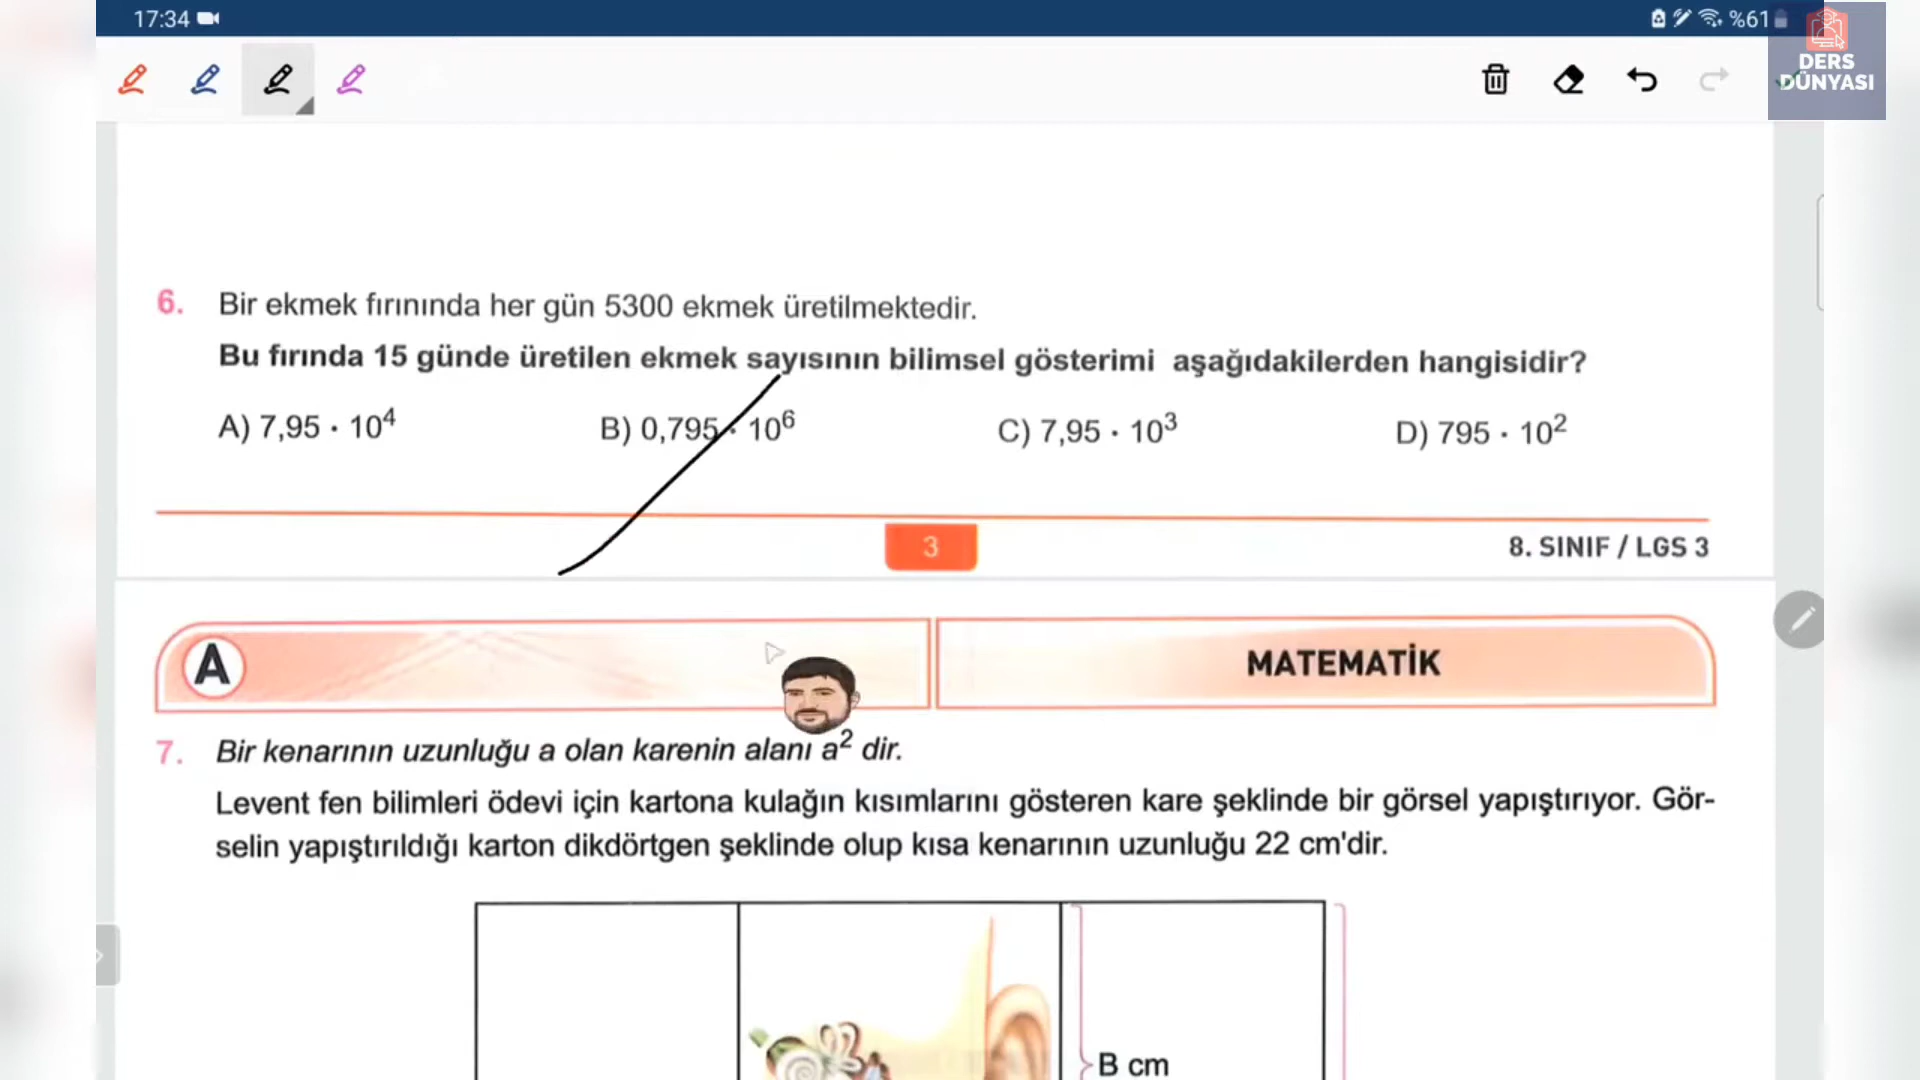 17:34
%61
DERS
DÜNYASI
6. Bir ekmek fırınında her gün 5300 ekmek üretilmektedir.
Bu fırında 15 günde üretilen ekmek sayısının bilimsel gösterimi aşağıdakilerden hangisidir?
A) 7,95 · 10⁴ B) 0,795 · 10⁶ C) 7,95 · 10³ D) 795 · 10²
3
8. SINIF / LGS 3
A
MATEMATİK
7. Bir kenarının uzunluğu a olan karenin alanı a² dir.
Levent fen bilimleri ödevi için kartona kulağın kısımlarını gösteren kare şeklinde bir görsel yapıştırıyor. Gör-
selin yapıştırıldığı karton dikdörtgen şeklinde olup kısa kenarının uzunluğu 22 cm'dir.
B cm